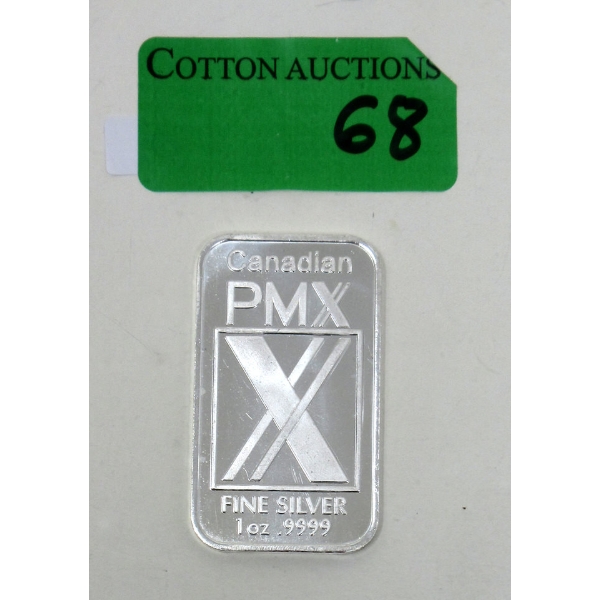 COTTON AUCTIONS
68
Canadian
PMX
X
FINE SILVER
1oz .9999